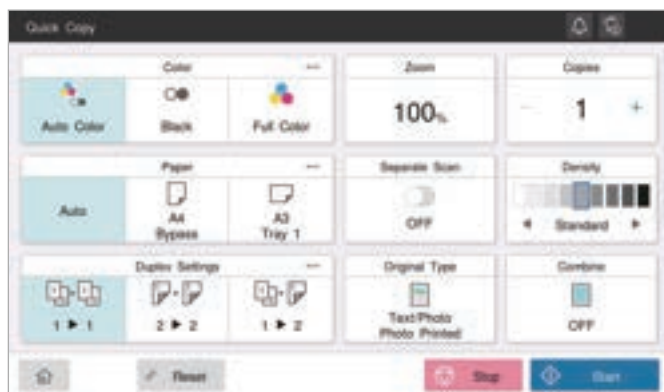 Quick Copy
Color
Zoom
Copies
Auto Color
Black
Full Color
100%
- 1 +
Paper
Separate Scan
Density
Auto
A4
Bypass
A3
Tray 1
OFF
Standard
Duplex Settings
Original Type
Combine
1 ▶ 1
2 ▶ 2
1 ▶ 2
Text/Photo
Photo Printed
OFF
Reset
Stop
Start